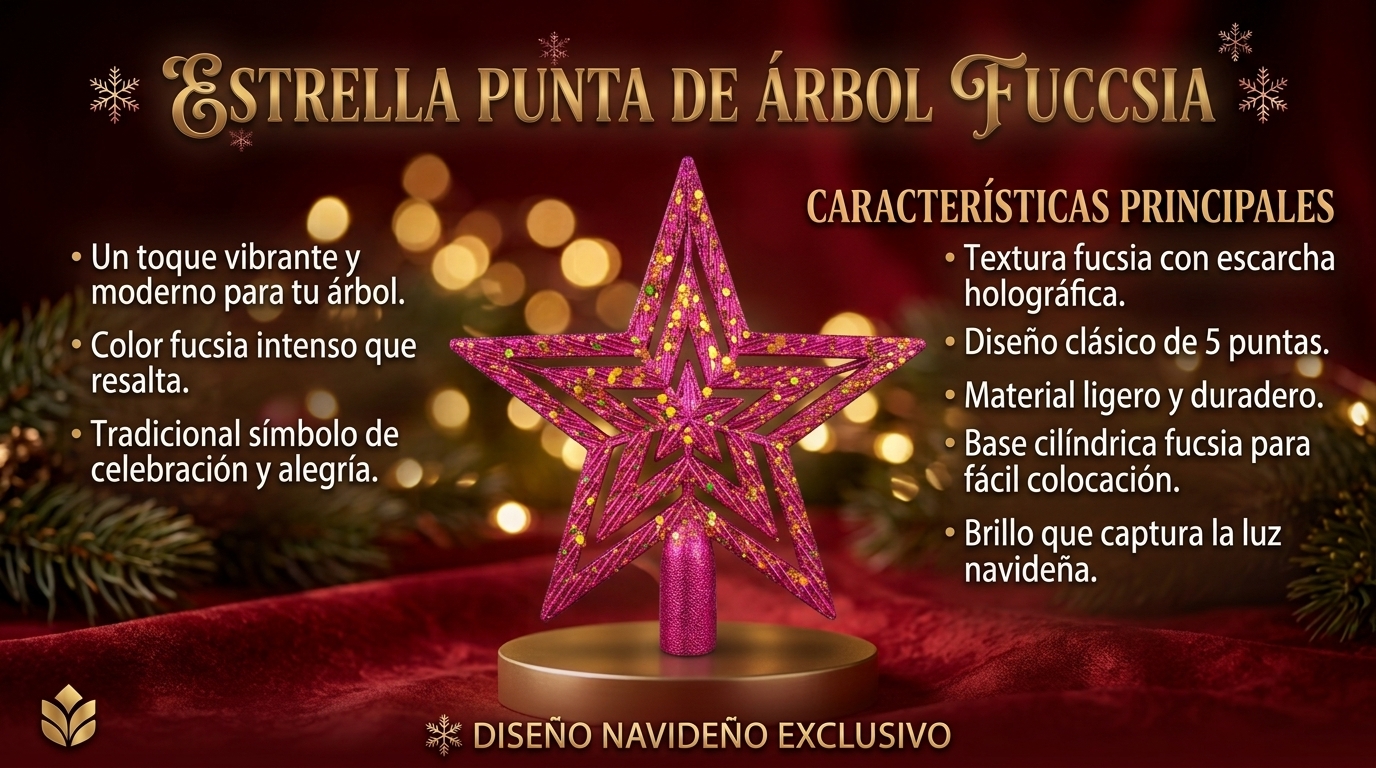 ESTRELLA PUNTA DE ÁRBOL FUCCSIA
• Un toque vibrante y
moderno para tu árbol.
• Color fucsia intenso que
resalta.
• Tradicional símbolo de
celebración y alegría.
CARACTERÍSTICAS PRINCIPALES
• Textura fucsia con escarcha
holográfica.
• Diseño clásico de 5 puntas.
• Material ligero y duradero.
• Base cilíndrica fucsia para
fácil colocación.
• Brillo que captura la luz
navideña.
DISEÑO NAVIDEÑO EXCLUSIVO